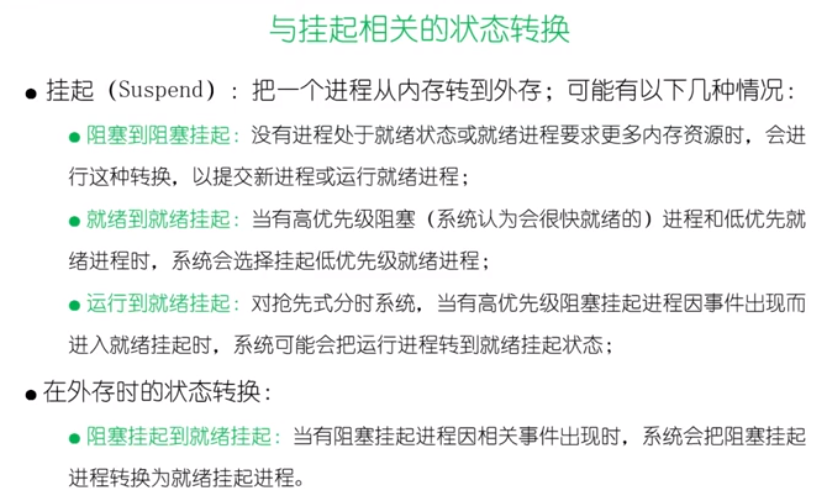 与挂起相关的状态转换
● 挂起（Suspend）：把一个进程从内存转到外存；可能有以下几种情况：
● 阻塞到阻塞挂起：没有进程处于就绪状态或就绪进程要求更多内存资源时，会进
行这种转换，以提交新进程或运行就绪进程；
● 就绪到就绪挂起：当有高优先级阻塞（系统认为会很快就绪的）进程和低优先就
绪进程时，系统会选择挂起低优先级就绪进程；
● 运行到就绪挂起：对抢先式分时系统，当有高优先级阻塞挂起进程因事件出现而
进入就绪挂起时，系统可能会把运行进程转到就绪挂起状态；
● 在外存时的状态转换：
● 阻塞挂起到就绪挂起：当有阻塞挂起进程因相关事件出现时，系统会把阻塞挂起
进程转换为就绪挂起进程。